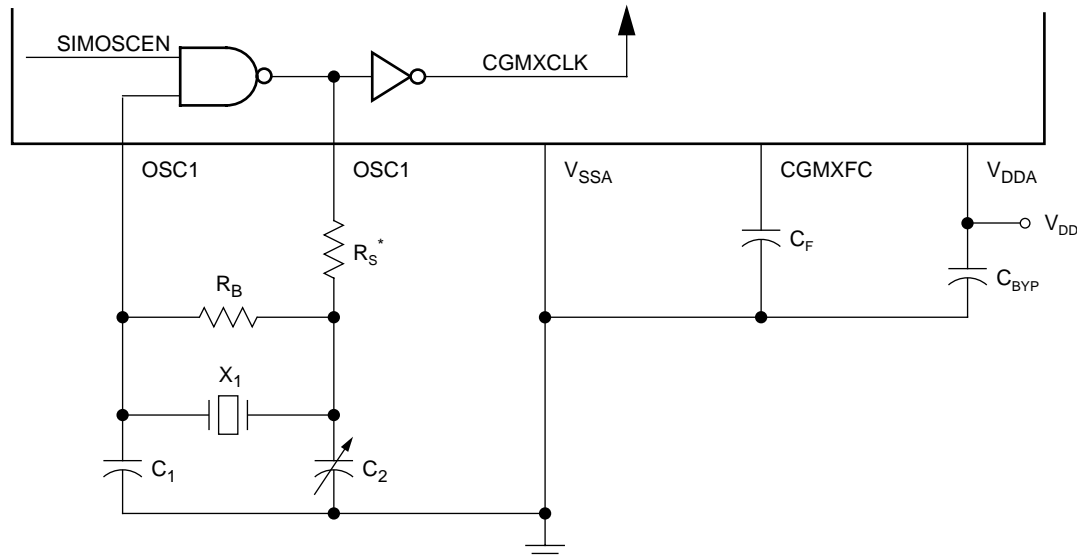 SIMOSCEN
CGMXCLK
OSC1
OSC1
VSSA
CGMXFC
VDDA
VDD
RS*
CF
CBYP
RB
X1
C1
C2